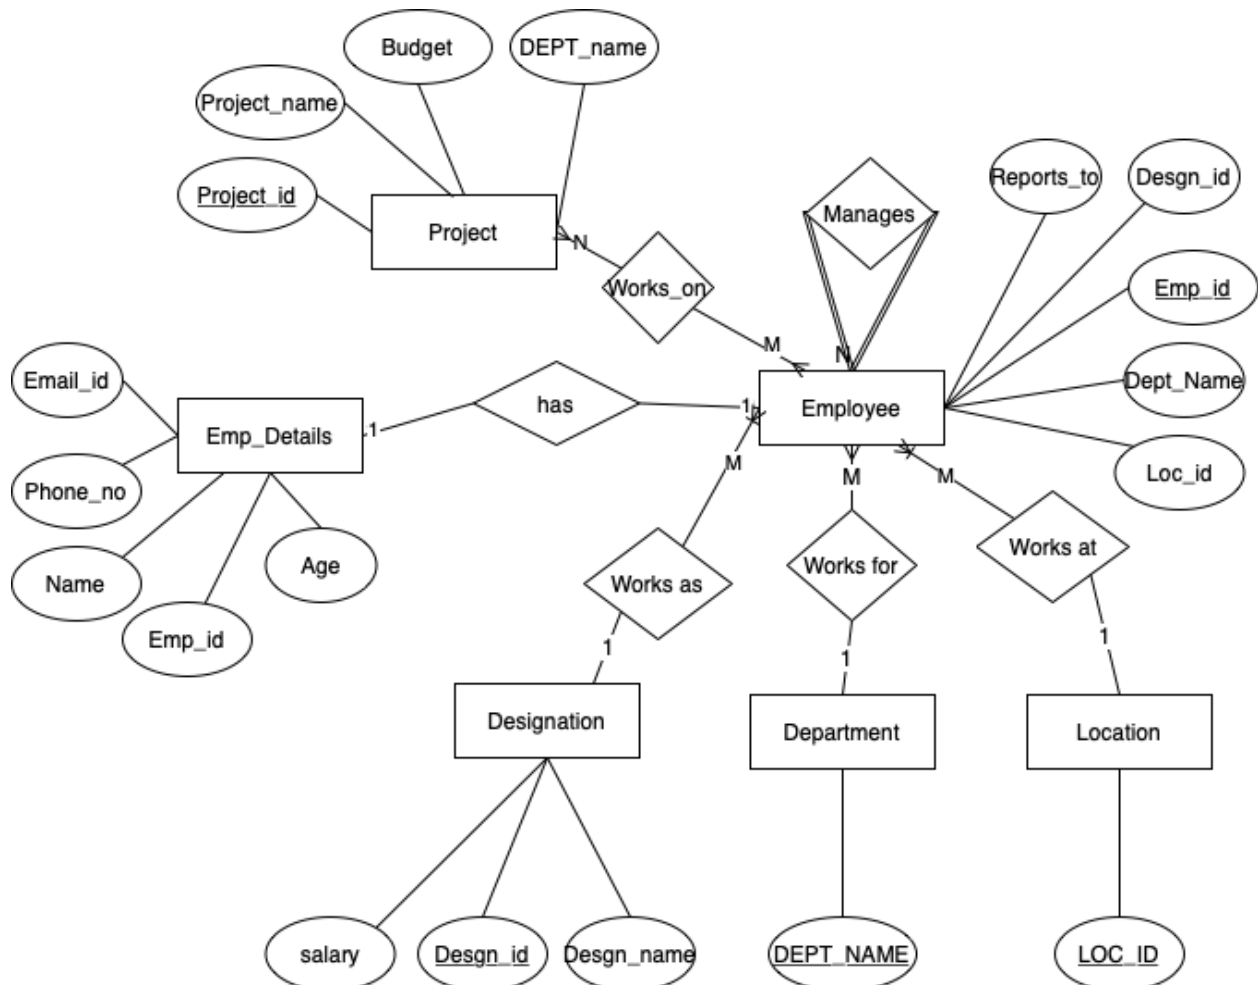 Budget
DEPT_name
Project_name
Project_id
Project
N
Works_on
M
Manages
N
Reports_to
Desgn_id
Emp_id
Dept_Name
Loc_id
Email_id
Emp_Details
1
has
1
Employee
Phone_no
Name
Emp_id
Age
M
M
M
Works as
Works for
Works at
1
1
1
Designation
Department
Location
salary
Desgn_id
Desgn_name
DEPT_NAME
LOC_ID